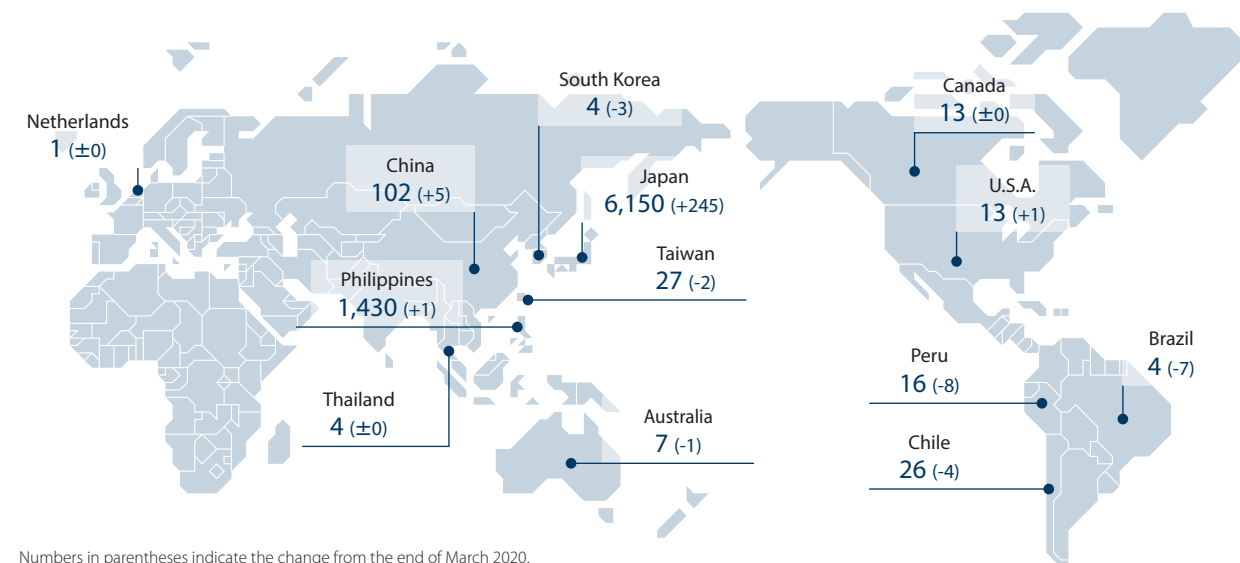 Netherlands
1 (±0)
South Korea
4 (-3)
Canada
13 (±0)
China
102 (+5)
Japan
6,150 (+245)
U.S.A.
13 (+1)
Taiwan
27 (-2)
Philippines
1,430 (+1)
Brazil
4 (-7)
Peru
16 (-8)
Thailand
4 (±0)
Australia
7 (-1)
Chile
26 (-4)
Numbers in parentheses indicate the change from the end of March 2020.